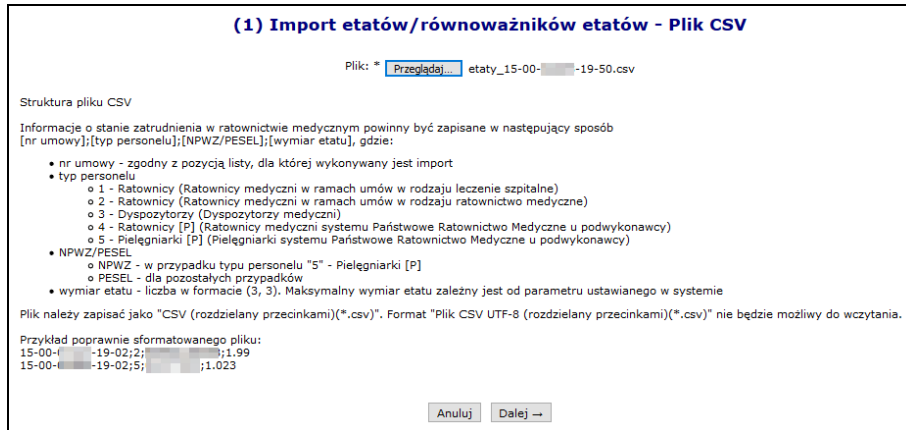 (1) Import etatów/równoważników etatów - Plik CSV
Plik: * Przeglądaj... etaty_15-00- -19-50.csv
Struktura pliku CSV
Informacje o stanie zatrudnienia w ratownictwie medycznym powinny być zapisane w następujący sposób
[nr umowy];[typ personelu];[NPWZ/PESEL];[wymiar etatu], gdzie:
• nr umowy - zgodny z pozycją listy, dla której wykonywany jest import
• typ personelu
o 1 - Ratownicy (Ratownicy medyczni w ramach umów w rodzaju leczenie szpitalne)
o 2 - Ratownicy (Ratownicy medyczni w ramach umów w rodzaju ratownictwo medyczne)
o 3 - Dyspozytorzy (Dyspozytorzy medyczni)
o 4 - Ratownicy [P] (Ratownicy medyczni systemu Państwowe Ratownictwo Medyczne u podwykonawcy)
o 5 - Pielęgniarki [P] (Pielęgniarki systemu Państwowe Ratownictwo Medyczne u podwykonawcy)
• NPWZ/PESEL
o NPWZ - w przypadku typu personelu "5" - Pielęgniarki [P]
o PESEL - dla pozostałych przypadków
• wymiar etatu - liczba w formacie (3, 3). Maksymalny wymiar etatu zależny jest od parametru ustawianego w systemie
Plik należy zapisać jako "CSV (rozdzielany przecinkami)(*.csv)". Format "Plik CSV UTF-8 (rozdzielany przecinkami)(*.csv)" nie będzie możliwy do wczytania.
Przykład poprawnie sformatowanego pliku:
15-00- -19-02;2; ;1.99
15-00- -19-02;5; ;1.023
Anuluj Dalej →